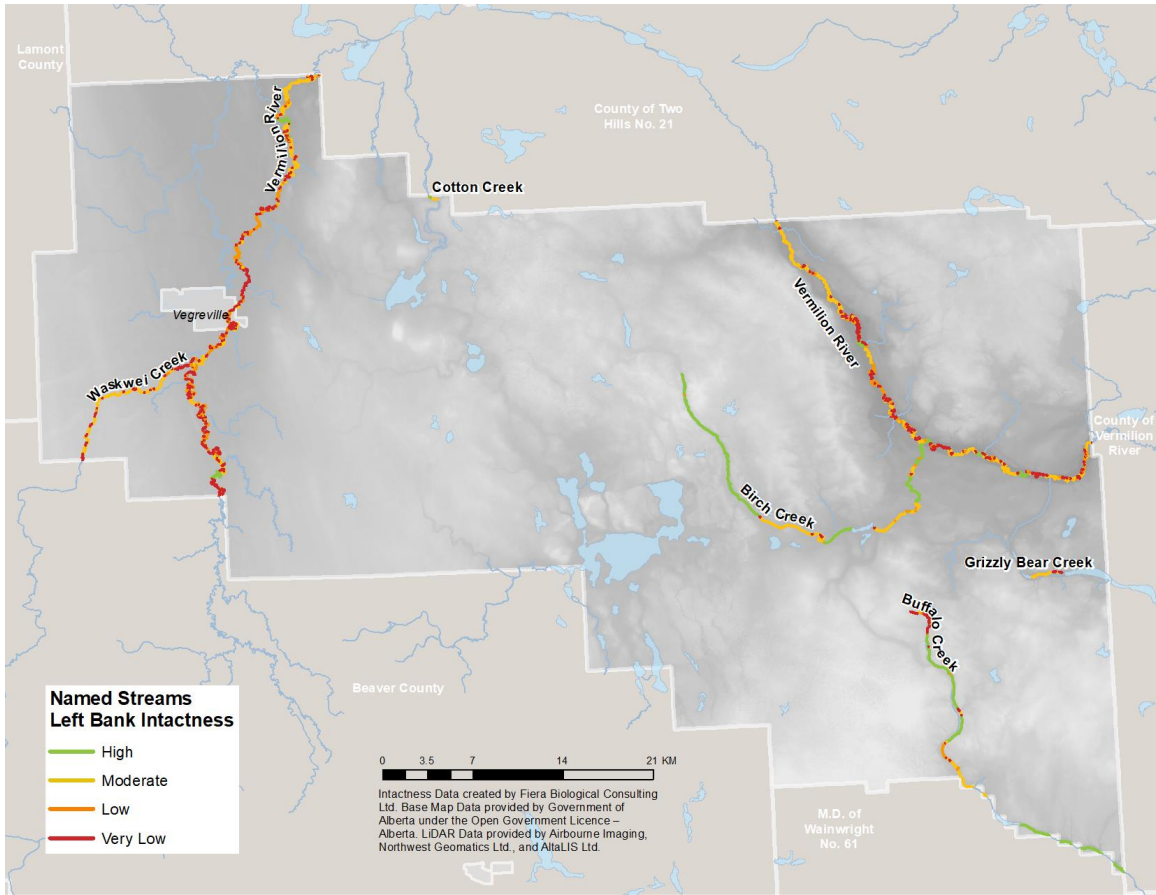 Lamont
County
County of Two
Hills No. 21
Vermilion River
Cotton Creek
Vegreville
Waskwei Creek
Vermilion River
County of
Vermilion
River
Birch Creek
Grizzly Bear Creek
Buffalo Creek
Beaver County
M.D. of
Wainwright
No. 61
Named Streams
Left Bank Intactness
High
Moderate
Low
Very Low
0 3.5 7 14 21 KM
Intactness Data created by Fiera Biological Consulting
Ltd. Base Map Data provided by Government of
Alberta under the Open Government Licence –
Alberta. LiDAR Data provided by Airbourne Imaging,
Northwest Geomatics Ltd., and AltaLIS Ltd.